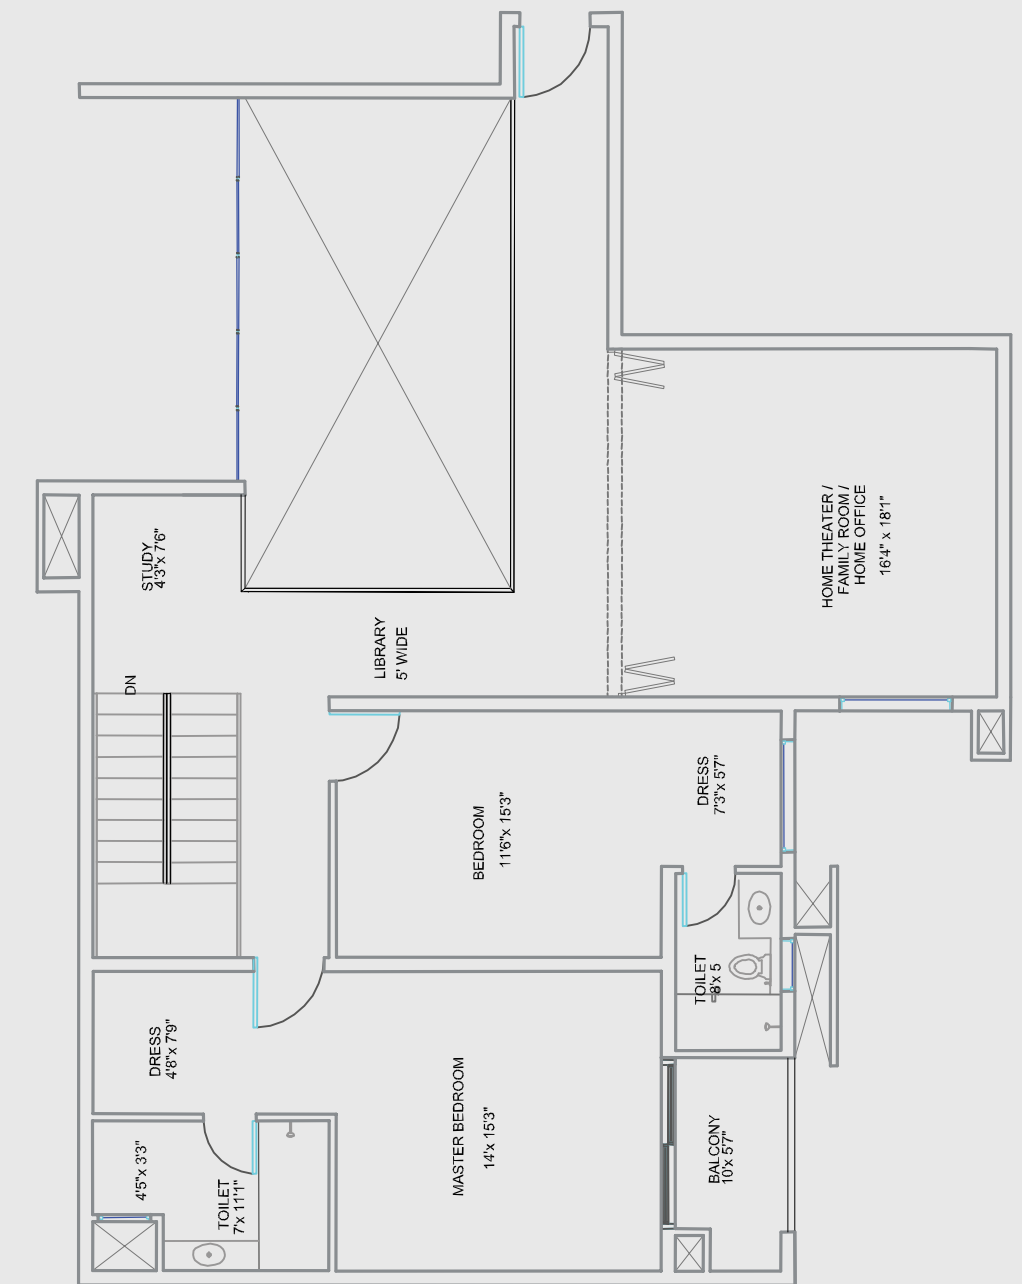 STUDY
4'3"x 7'6"
DN
LIBRARY
5' WIDE
HOME THEATER /
FAMILY ROOM /
HOME OFFICE
16'4" x 18'1"
BEDROOM
11'6"x 15'3"
DRESS
7'3"x 5'7"
TOILET
8'x 5
DRESS
4'8"x 7'9"
MASTER BEDROOM
14'x 15'3"
BALCONY
10'x 5'7"
4'5"x 3'3"
TOILET
7'x 11'1"